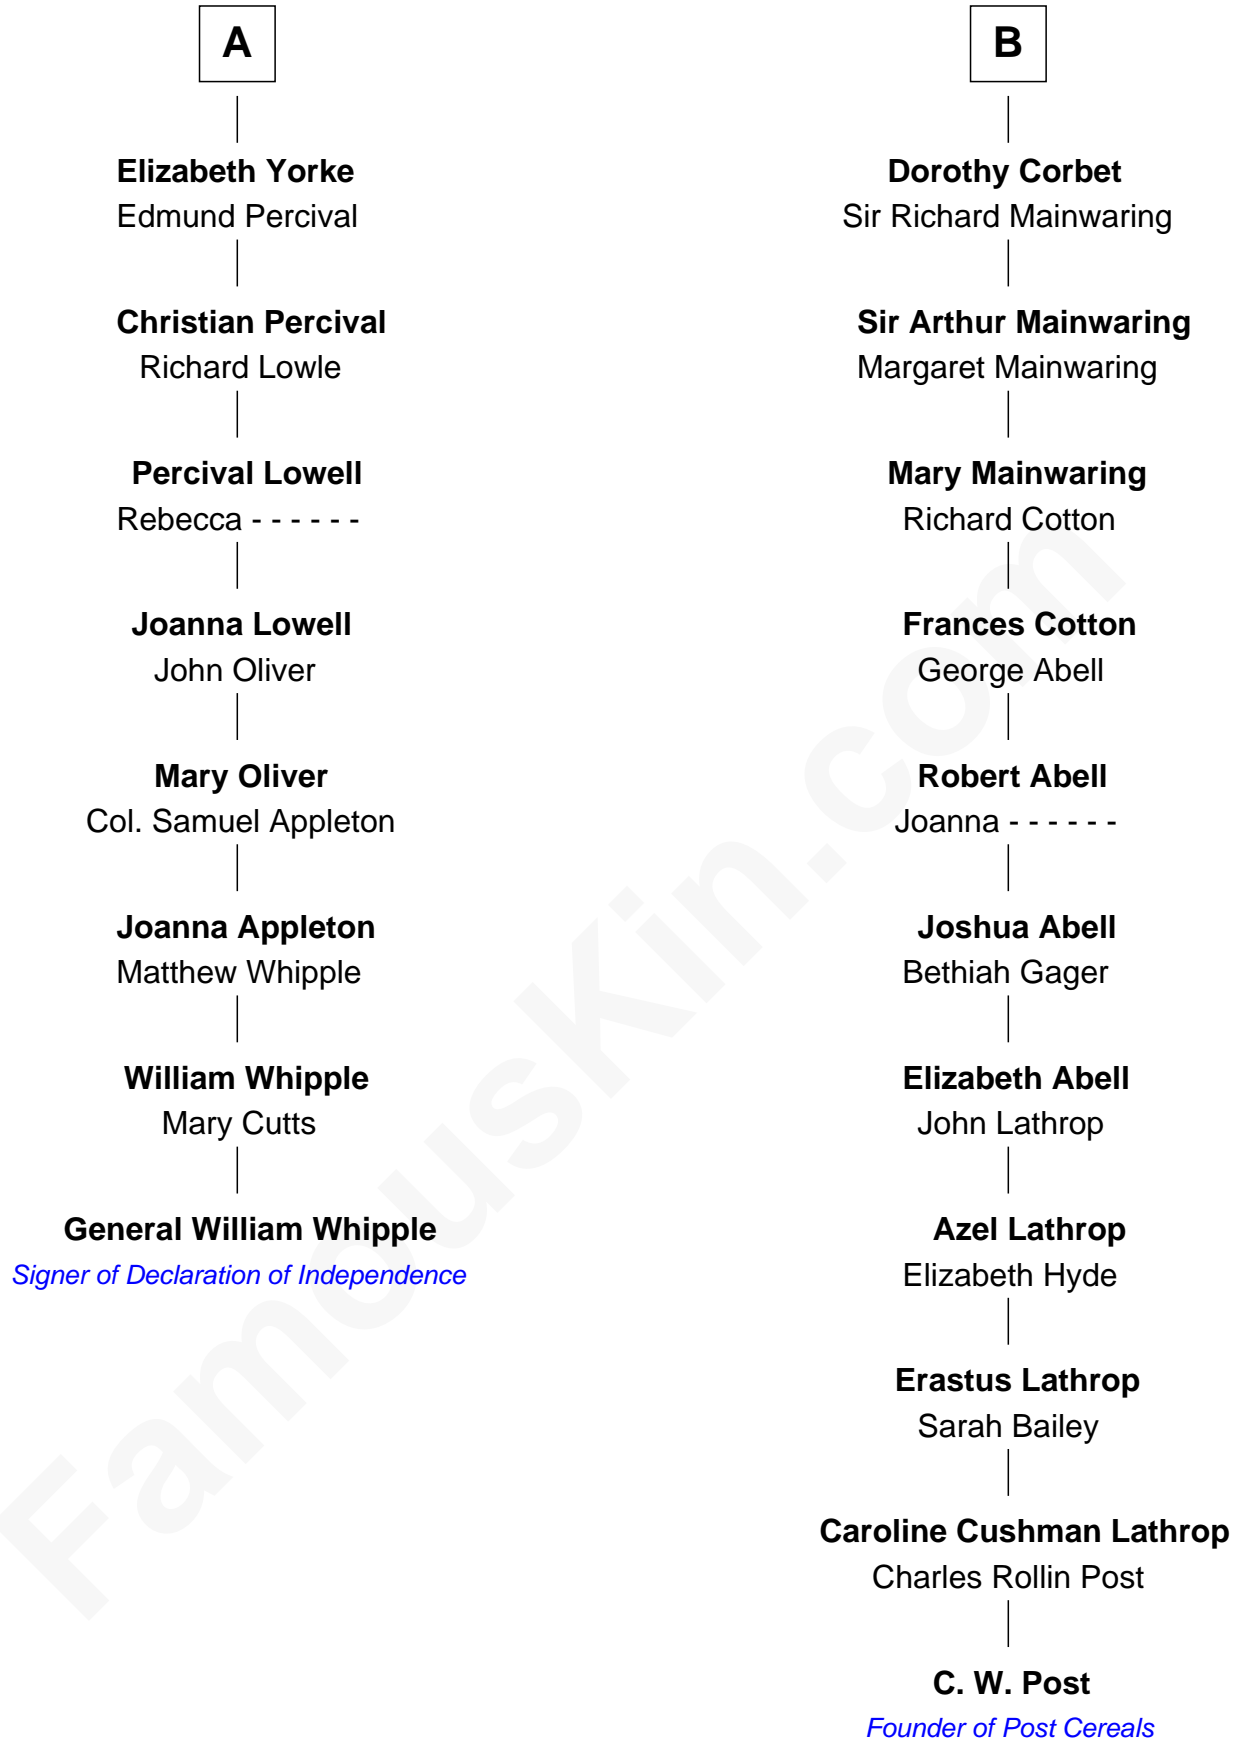 A
Elizabeth Yorke
Edmund Percival
Christian Percival
Richard Lowle
Percival Lowell
Rebecca - - - - - -
Joanna Lowell
John Oliver
Mary Oliver
Col. Samuel Appleton
Joanna Appleton
Matthew Whipple
William Whipple
Mary Cutts
General William Whipple
Signer of Declaration of Independence
B
Dorothy Corbet
Sir Richard Mainwaring
Sir Arthur Mainwaring
Margaret Mainwaring
Mary Mainwaring
Richard Cotton
Frances Cotton
George Abell
Robert Abell
Joanna - - - - - -
Joshua Abell
Bethiah Gager
Elizabeth Abell
John Lathrop
Azel Lathrop
Elizabeth Hyde
Erastus Lathrop
Sarah Bailey
Caroline Cushman Lathrop
Charles Rollin Post
C. W. Post
Founder of Post Cereals
FamousKin.com